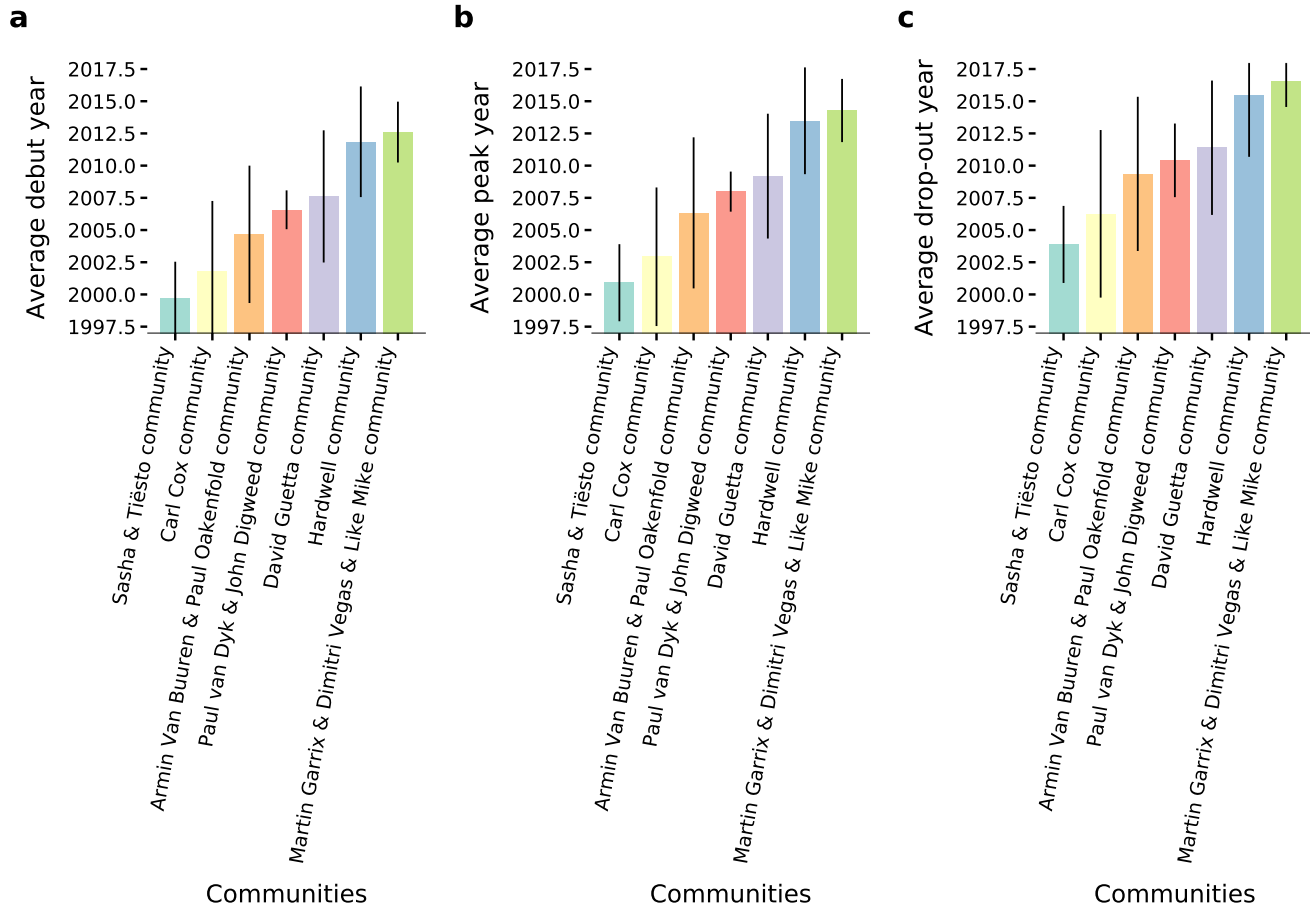 a
Average debut year
2017.5
2015.0
2012.5
2010.0
2007.5
2005.0
2002.5
2000.0
1997.5
Sasha & Tiësto community
Carl Cox community
Armin Van Buuren & Paul Oakenfold community
Paul van Dyk & John Digweed community
David Guetta community
Hardwell community
Martin Garrix & Dimitri Vegas & Like Mike community
Communities
b
Average peak year
2017.5
2015.0
2012.5
2010.0
2007.5
2005.0
2002.5
2000.0
1997.5
Sasha & Tiësto community
Carl Cox community
Armin Van Buuren & Paul Oakenfold community
Paul van Dyk & John Digweed community
David Guetta community
Hardwell community
Martin Garrix & Dimitri Vegas & Like Mike community
Communities
c
Average drop-out year
2017.5
2015.0
2012.5
2010.0
2007.5
2005.0
2002.5
2000.0
1997.5
Sasha & Tiësto community
Carl Cox community
Armin Van Buuren & Paul Oakenfold community
Paul van Dyk & John Digweed community
David Guetta community
Hardwell community
Martin Garrix & Dimitri Vegas & Like Mike community
Communities